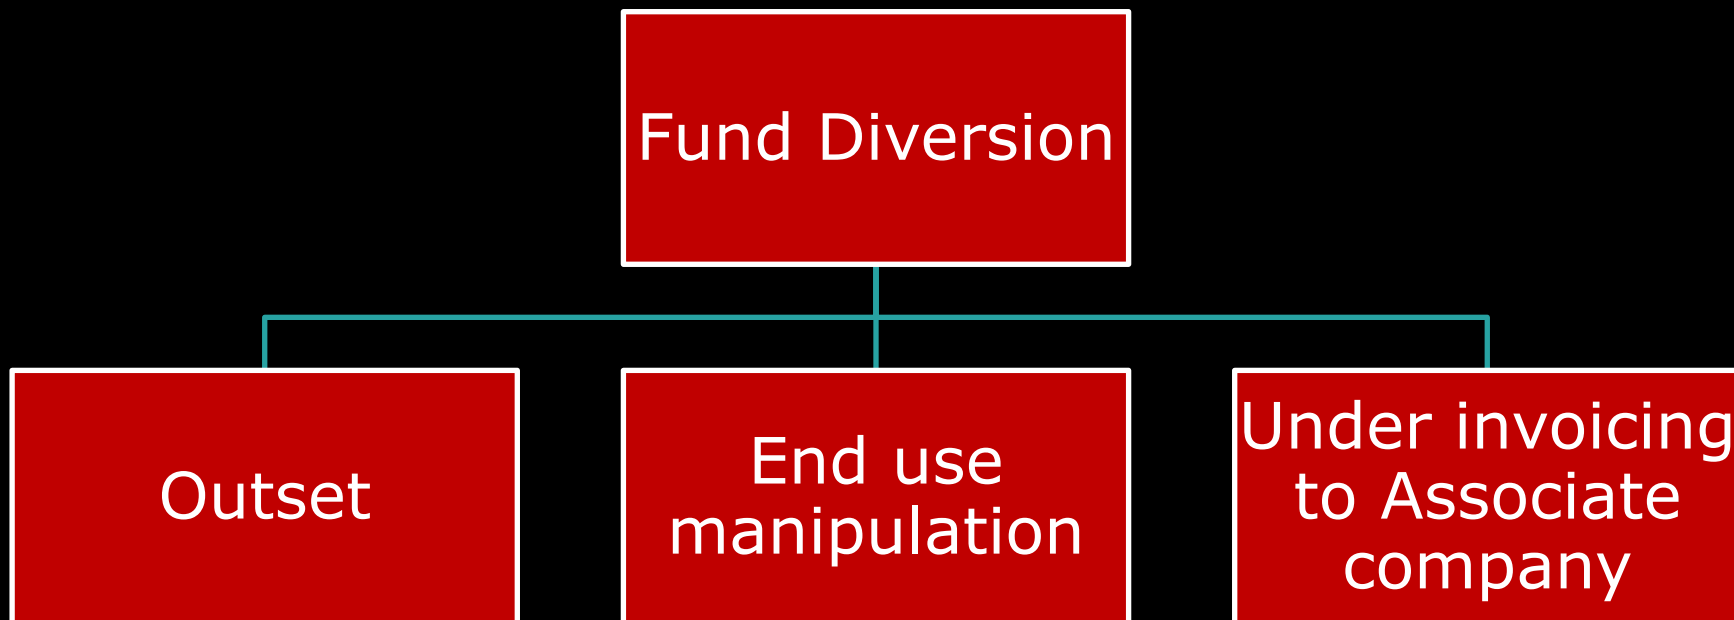 Fund Diversion
Outset
End use
manipulation
Under invoicing
to Associate
company